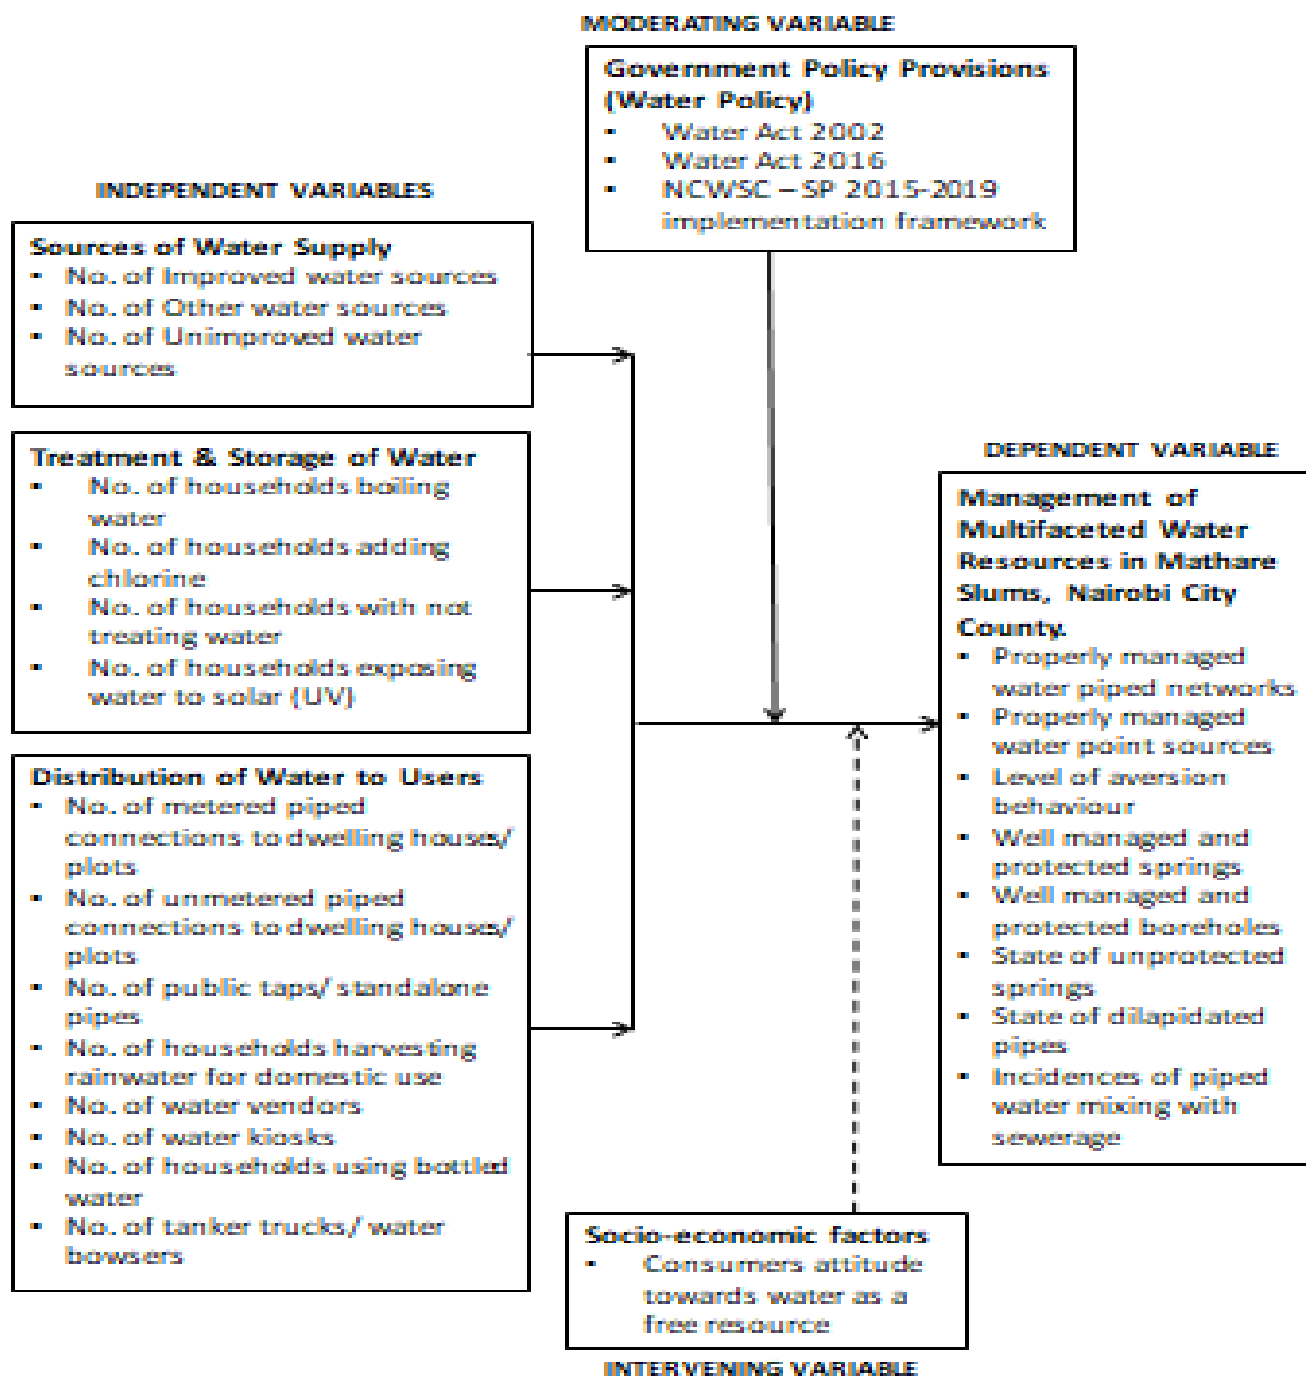 MODERATING VARIABLE
Government Policy Provisions
(Water Policy)
▪ Water Act 2002
▪ Water Act 2016
▪ NCWSC – SP 2015-2019
implementation framework
INDEPENDENT VARIABLES
Sources of Water Supply
▪ No. of Improved water sources
▪ No. of Other water sources
▪ No. of Unimproved water
sources
Treatment & Storage of Water
▪ No. of households boiling
water
▪ No. of households adding
chlorine
▪ No. of households with not
treating water
▪ No. of households exposing
water to solar (UV)
Distribution of Water to Users
▪ No. of metered piped
connections to dwelling houses/
plots
▪ No. of unmetered piped
connections to dwelling houses/
plots
▪ No. of public taps/ standalone
pipes
▪ No. of households harvesting
rainwater for domestic use
▪ No. of water vendors
▪ No. of water kiosks
▪ No. of households using bottled
water
▪ No. of tanker trucks/ water
bowsers
DEPENDENT VARIABLE
Management of
Multifaceted Water
Resources in Mathare
Slums, Nairobi City
County.
▪ Properly managed
water piped networks
▪ Properly managed
water point sources
▪ Level of aversion
behaviour
▪ Well managed and
protected springs
▪ Well managed and
protected boreholes
▪ State of unprotected
springs
▪ State of dilapidated
pipes
▪ Incidences of piped
water mixing with
sewerage
Socio-economic factors
▪ Consumers attitude
towards water as a
free resource
INTERVENING VARIABLE